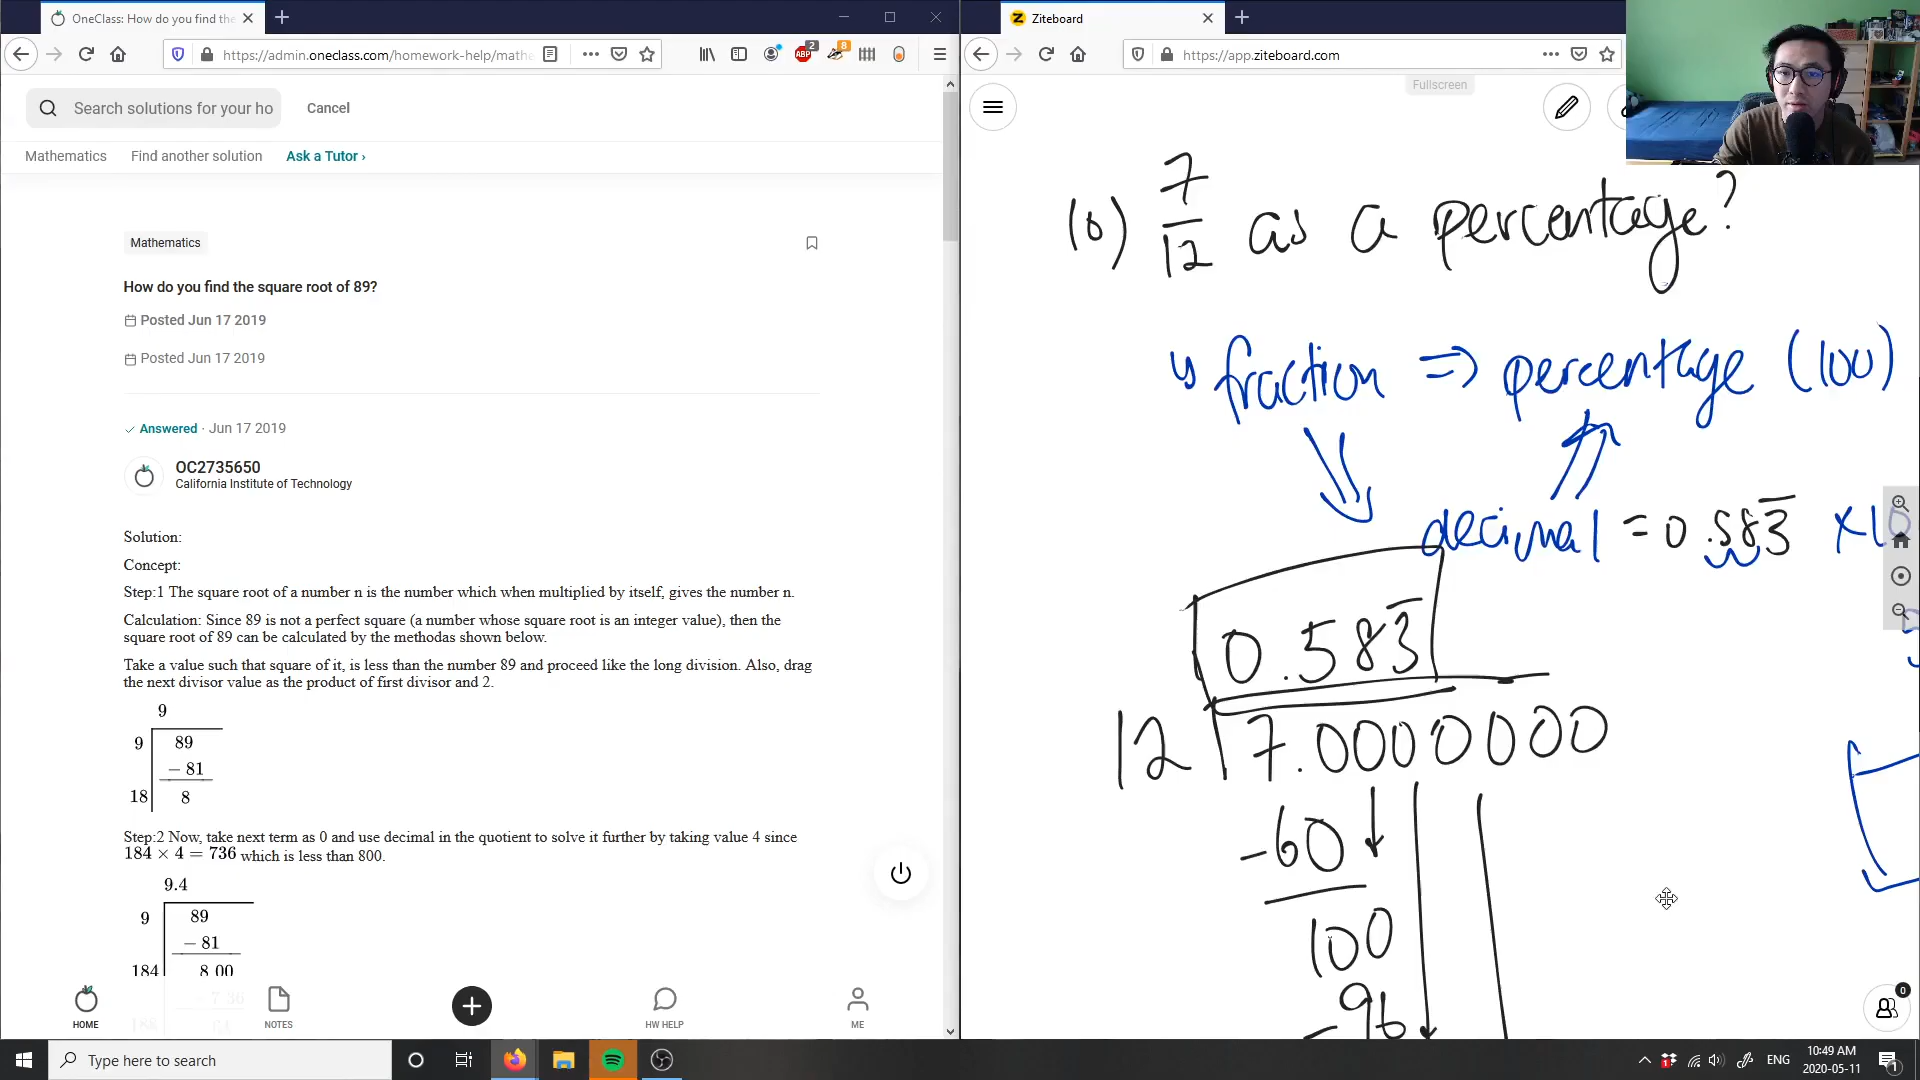 OneClass: How do you find the
Ziteboard
https://admin.oneclass.com/homework-help/mathe
2
8
https://app.ziteboard.com
Search solutions for your ho
Cancel
Fullscreen
Mathematics
Find another solution
Ask a Tutor ›
Mathematics
How do you find the square root of 89?
Posted Jun 17 2019
Posted Jun 17 2019
Answered · Jun 17 2019
OC2735650
California Institute of Technology
Solution:
Concept:
Step:1 The square root of a number n is the number which when multiplied by itself, gives the number n.
Calculation: Since 89 is not a perfect square (a number whose square root is an integer value), then the
square root of 89 can be calculated by the methodas shown below.
Take a value such that square of it, is less than the number 89 and proceed like the long division. Also, drag
the next divisor value as the product of first divisor and 2.
9
9 89
− 81
18 8
Step:2 Now, take next term as 0 and use decimal in the quotient to solve it further by taking value 4 since
184 × 4 = 736 which is less than 800.
9.4
9 89
− 81
184 8 00
− 7 36
HOME
NOTES
HW HELP
ME
(6) 7/12 as a percentage?
↳ fraction ⇒ percentage (100)
decimal = 0.583̅ ×10
0.583̅
12 7.0000000
-60
100
-96
0
Type here to search
ENG
10:49 AM
2020-05-11
1